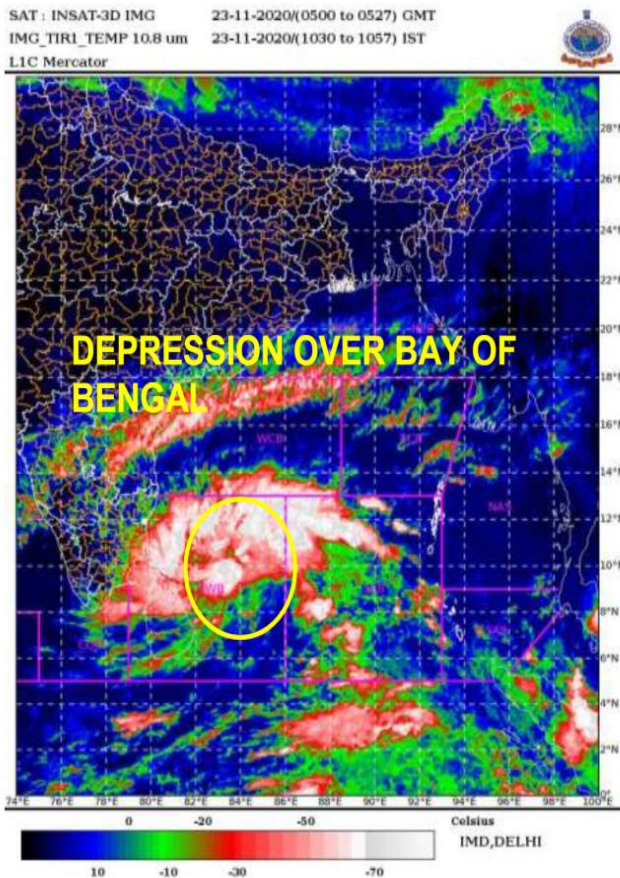 SAT : INSAT-3D IMG 23-11-2020/(0500 to 0527) GMT
IMG_TIR1_TEMP 10.8 um 23-11-2020/(1030 to 1057) IST
L1C Mercator
28°N
26°N
24°N
22°N
20°N
DEPRESSION OVER BAY OF
BENGAL
18°N
16°N
WCB
14°N
12°N
NAS
10°N
8°N
6°N
4°N
2°N
0°
74°E 76°E 78°E 80°E 82°E 84°E 86°E 88°E 90°E 92°E 94°E 96°E 98°E 100°E
0 -20 -50 Celsius
IMD,DELHI
10 -10 -30 -70